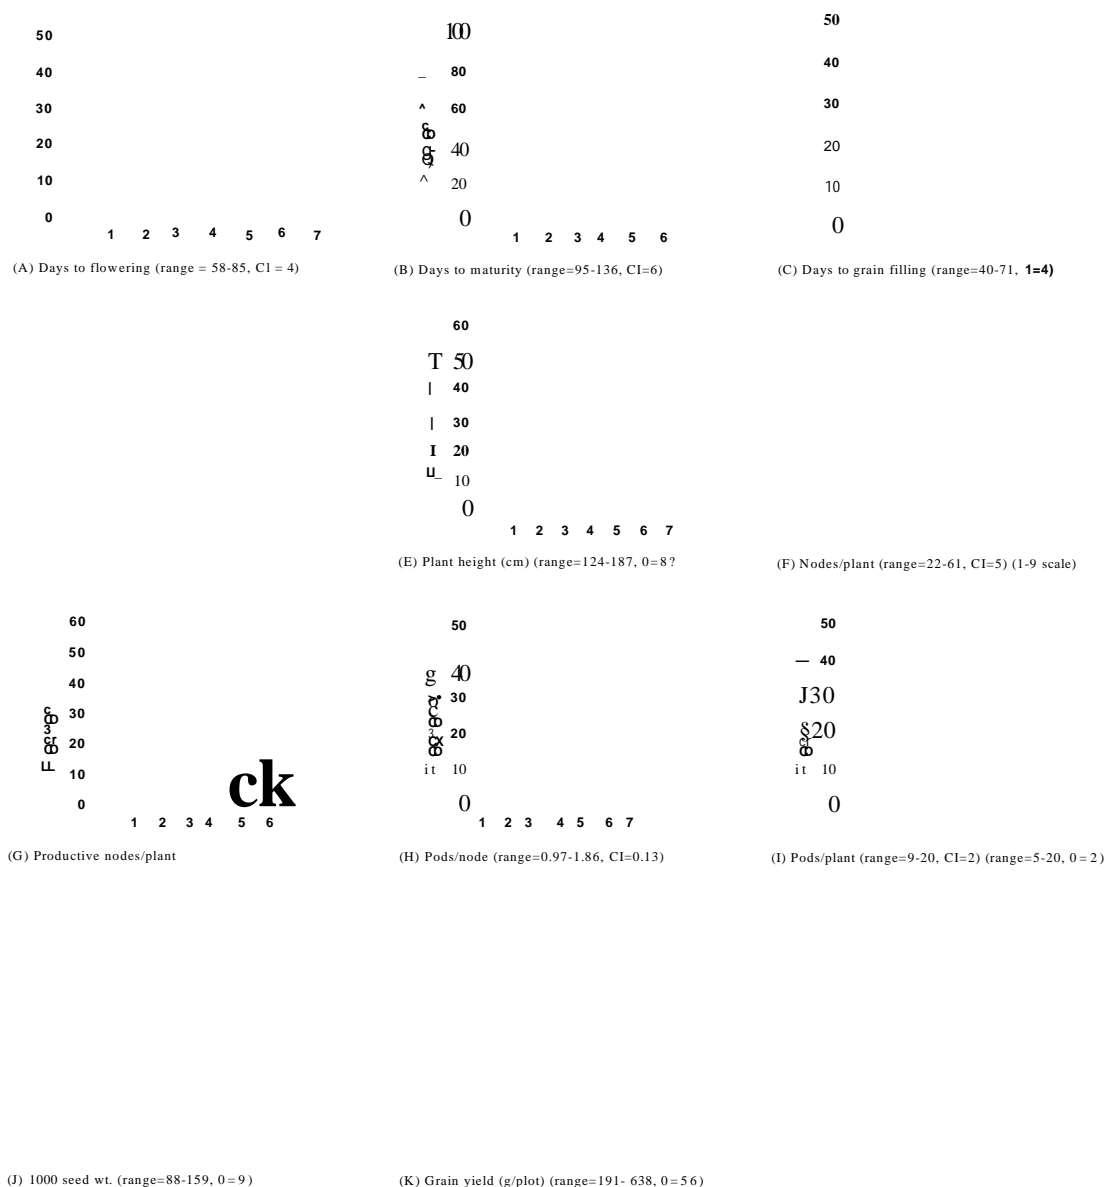 50
40
30
20
10
0
1 2 3 4 5 6 7
(A) Days to flowering (range = 58-85, Cl = 4)
100
80
60
40
20
0
1 2 3 4 5 6
(B) Days to maturity (range=95-136, CI=6)
50
40
30
20
10
0
(C) Days to grain filling (range=40-71, 1=4)
60
T 50
| 40
| 30
I 20
10
0
1 2 3 4 5 6 7
(E) Plant height (cm) (range=124-187, 0=8?
(F) Nodes/plant (range=22-61, CI=5) (1-9 scale)
60
50
40
30
20
10
0
ck
1 2 3 4 5 6
(G) Productive nodes/plant
50
g 40
30
20
it 10
0
1 2 3 4 5 6 7
(H) Pods/node (range=0.97-1.86, CI=0.13)
50
— 40
J30
§20
it 10
0
(I) Pods/plant (range=9-20, CI=2) (range=5-20, 0=2)
(J) 1000 seed wt. (range=88-159, 0=9)
(K) Grain yield (g/plot) (range=191- 638, 0=56)